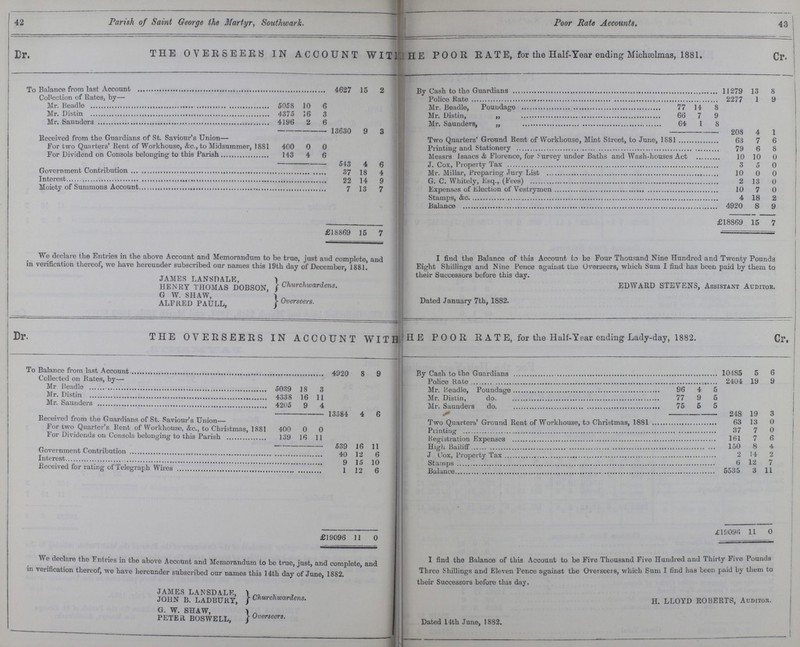 42 Parish of Saint George the Martyr, Southwark.
Dr. THE OVERSEERS IN ACCOUNT WITH
To Balance from last Account 4627 15 2
Collection of Rates, by—
Mr. Beadle 5058 10 6
Mr. Distin 4375 16 3
Mr. Saunders 4196 2 6
13630 9 3
Received from the Guardians of St. Saviour's Union—
For two Quarters' Rent of Workhouse, &c., to Midsummer, 1881 400 0 0
For Dividend on Consols belonging to this Parish 143 4 6
543 4 6
Government Contribution 37 18 4
Interest 22 14 9
Moiety of Summons Account 7 13 7
£18869 15 7
We declare the Entries in the above Account and Memorandum to be true, just and complete, and
in verification thereof, we have hereunder subscribed our names this 19th day of December, 1881.
JAMES LANSDALE,
HENRY THOMAS DOBSON, } Churchwardens.
G W. SHAW,
ALFRED PAULL, } Overseers.
Dr. THE OVERSEERS IN ACCOUNT WITH
To Balance from last Account 4920 8 9
Collected on Rates, by—
Mr Beadle 5039 18 3
Mr. Distin 4338 16 11
Mr. Saunders 4205 9 4
13584 4 6
Received from the Guardians of St. Saviour's Union—
For two Quarter's Rent of Workhouse, &c., to Christmas, 1881 400 0 0
For Dividends on Consols belonging to this Parish 139 16 11
539 16 11
Government Contribution 40 12 6
Interest 9 15 10
Received for rating of Telegraph Wires 1 12 6
£19096 11 0
We declare the Entries in the above Account and Memorandum to be true, just, and complete, and
in verification thereof, we have hereunder subscribed our names this 14th day of June, 1882.
JAMES LANSDALE,
JOHN B. LADBURY, } Churchwardens.
G. W. SHAW,
PETER BOSWELL, } Overseers.
Poor Rate Accounts. 43
HE POOR RATE, for the Half-Year ending Michælmas, 1881. Cr.
By Cash to the Guardians 11279 13 8
Police Rate 2277 1 9
Mr. Beadle, Poundage 77 14 8
Mr. Distin, „ 66 7 9
Mr. Saunders, „ 64 1 8
208 4 1
Two Quarters' Ground Rent of Workhouse, Mint Street, to June, 1881 63 7 6
Printing and Stationery 79 6 8
Messrs Isaacs & Florence, for Survey under Baths and Wash-houses Act 10 10 0
J. Cox, Property Tax 3 5 0
Mr. Millar, Preparing Jury List 10 0 0
G. C. Whitely, Esq., (Fees) 2 13 0
Expences of Election of Vestrymen 10 7 0
Stamps, &c. 4 18 2
Balance 4920 8 9
£18869 15 7
I find the Balance of this Account to be Four Thousand Nine Hundred and Twenty Pounds
Eight Shillings and Nine Pence against the Overseers, which Sum I find has been paid by them to
their Successors before this day.
EDWARD STEVENS, Assistant Auditor.
Dated January 7th, 1882.
HE POOR RATE, for the Half-Year ending Lady-day, 1882. Cr.
By Cash to the Guardians 10485 5 6
Police Rate 2404 19 9
Mr. Beadle, Poundage 96 4 5
Mr. Distin, do. 77 9 5
Mr. Saunders do. 75 5 5
248 19 3
Two Quarters' Ground Rent of Workhouse, to Christmas, 1881 63 13 0
Printing 37 7 0
Registration Expenses 161 7 6
High Bailiff 150 8 4
J Cox, Property Tax 2 14 2
Stamps 6 12 7
Balance 5535 3 11
£19096 11 0
I find the Balance of this Account to be Five Thousand Five Hundred and Thirty Five Pounds
Three Shillings and Eleven Pence against the Overseers, which Sum I find has been paid by them to
their Successors before this day.
H. LLOYD ROBERTS, Auditor.
Dated 14th June, 1882.